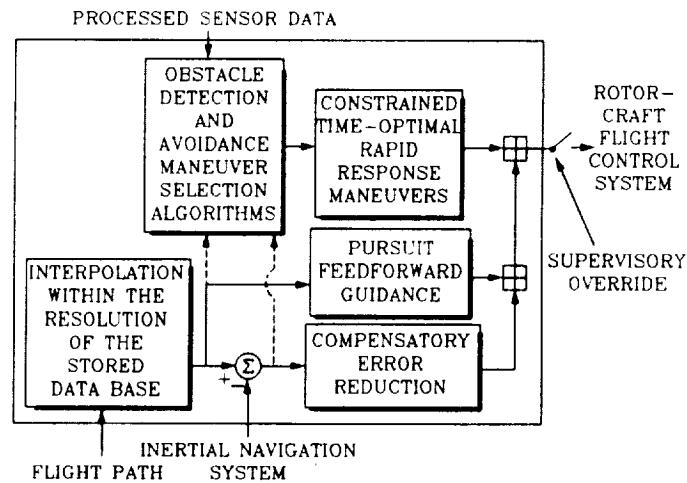 PROCESSED SENSOR DATA
OBSTACLE
DETECTION
AND
AVOIDANCE
MANEUVER
SELECTION
ALGORITHMS
CONSTRAINED
TIME-OPTIMAL
RAPID
RESPONSE
MANEUVERS
ROTOR-
CRAFT
FLIGHT
CONTROL
SYSTEM
SUPERVISORY
OVERRIDE
PURSUIT
FEEDFORWARD
GUIDANCE
INTERPOLATION
WITHIN THE
RESOLUTION
OF THE
STORED
DATA BASE
+
Σ
−
COMPENSATORY
ERROR
REDUCTION
INERTIAL NAVIGATION
SYSTEM
FLIGHT PATH